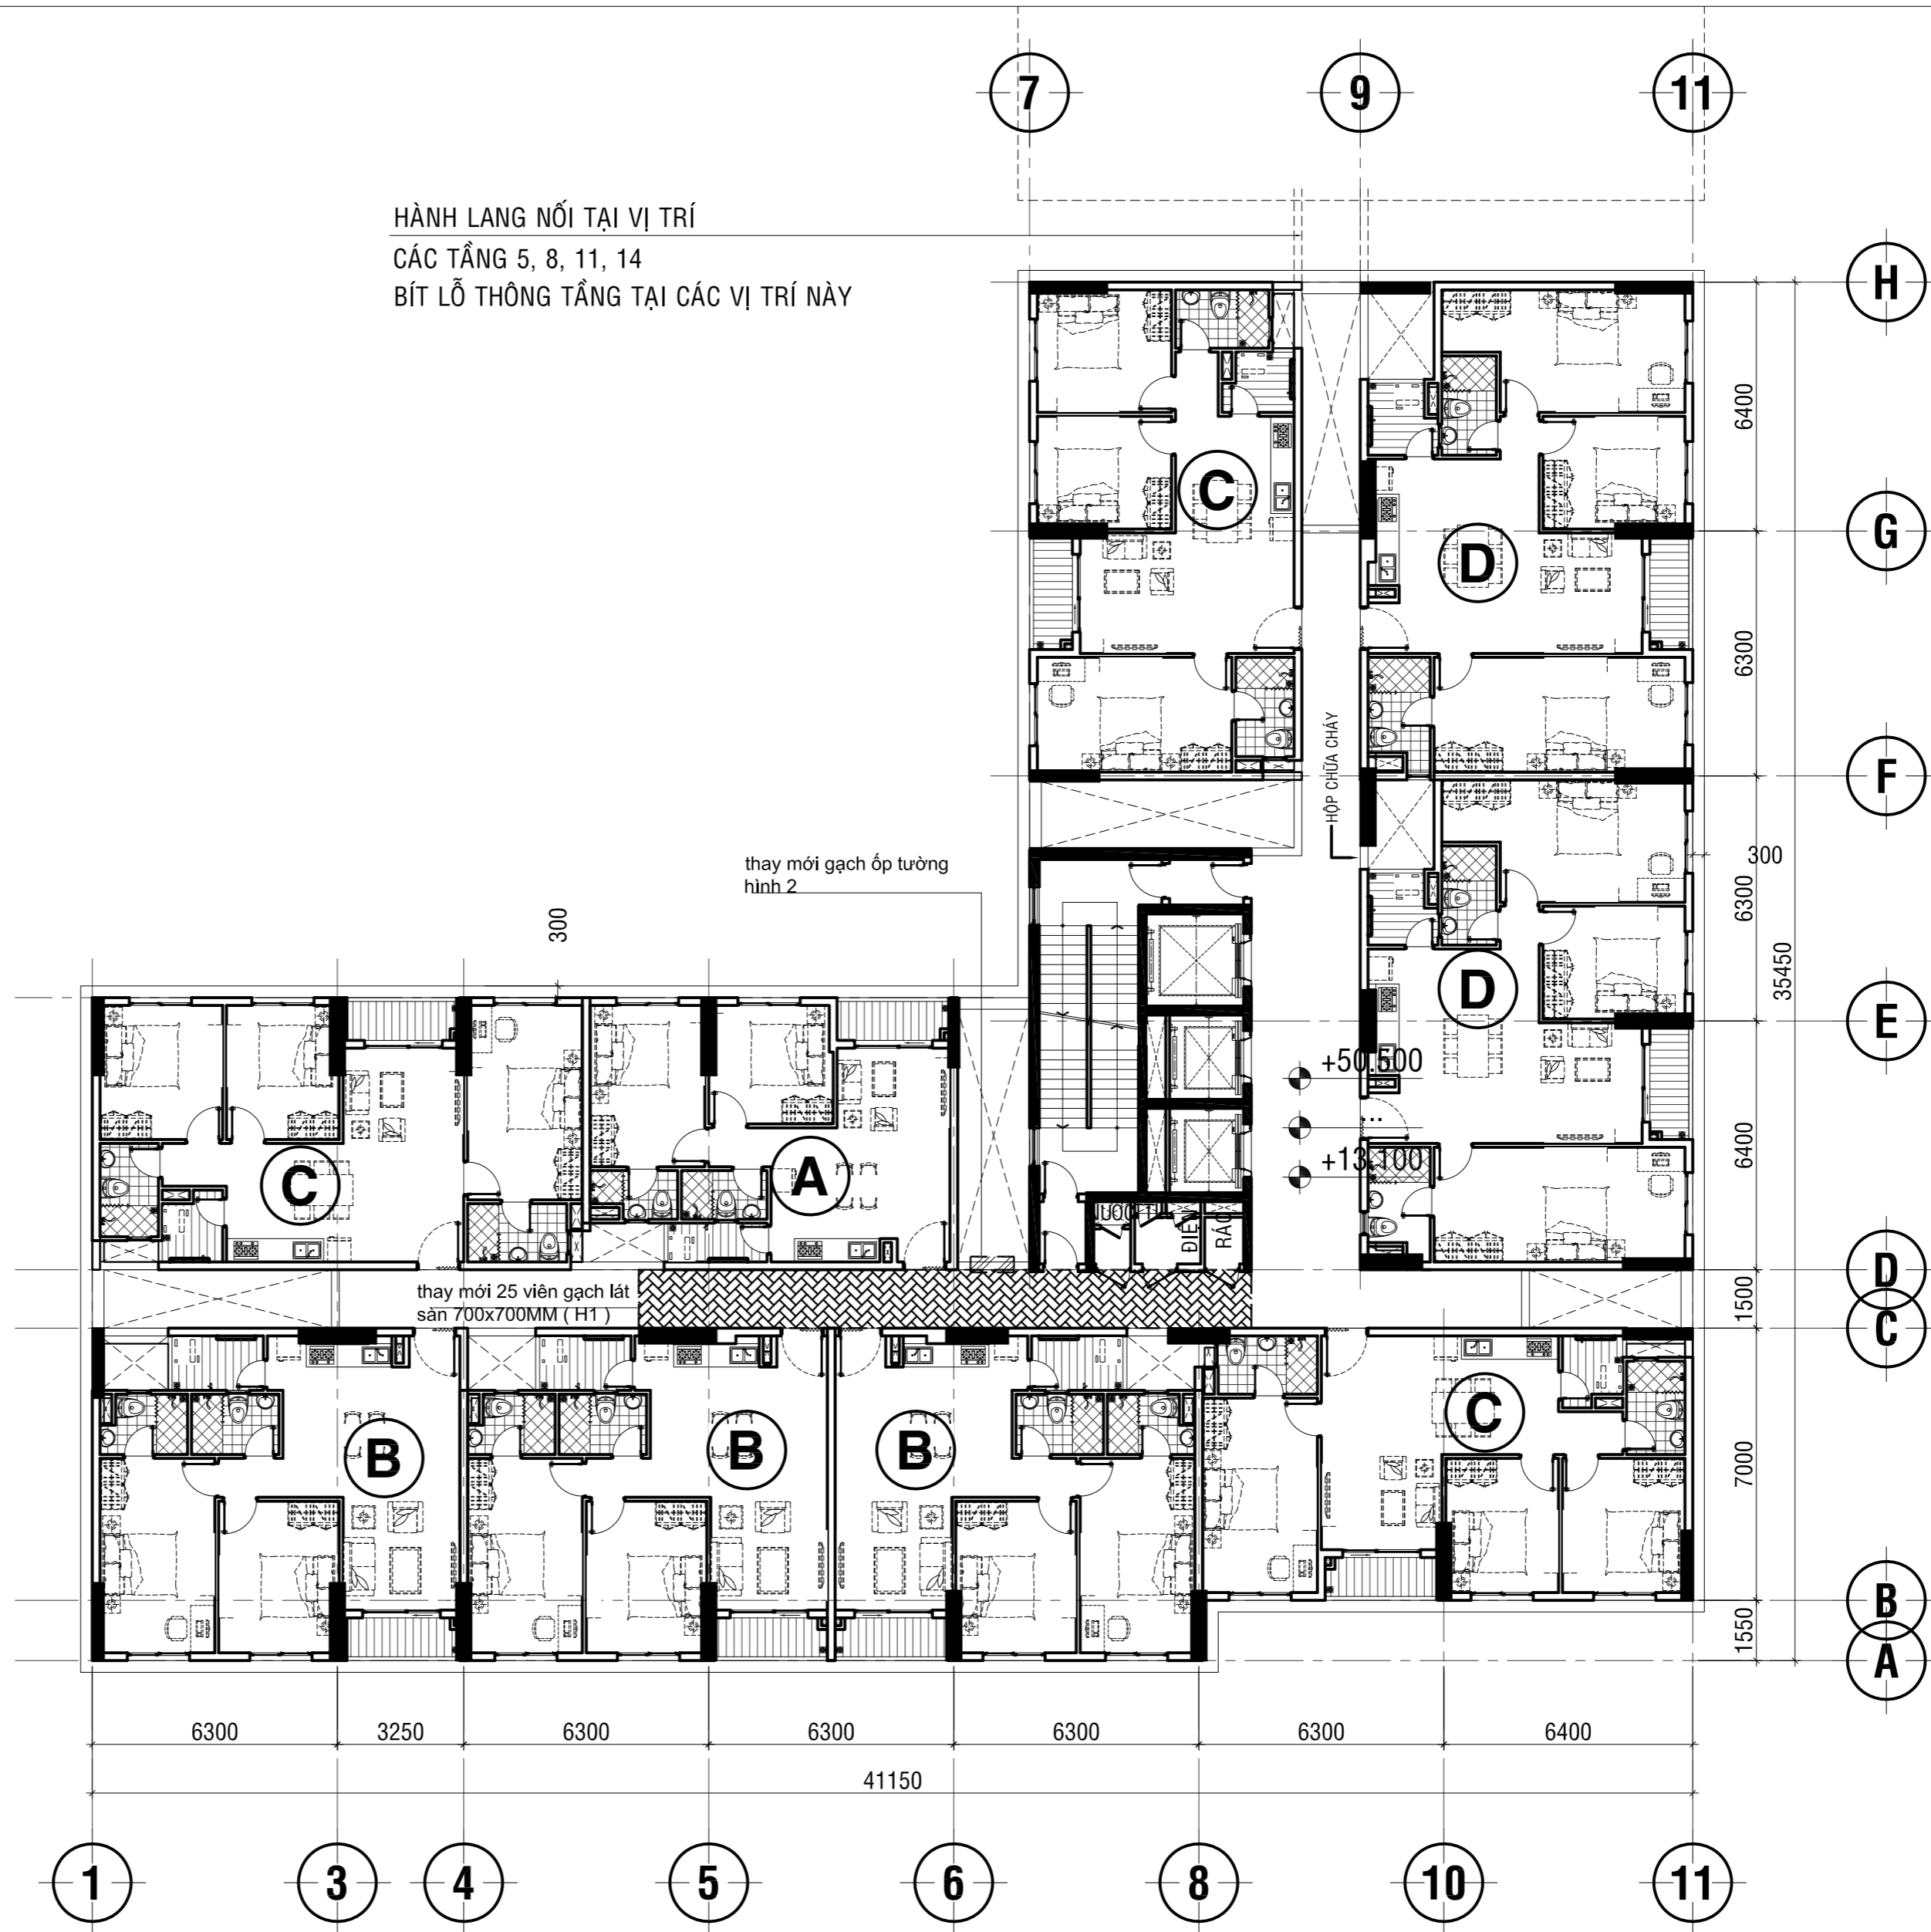 7
9
11
HÀNH LANG NỐI TẠI VỊ TRÍ
CÁC TẦNG 5, 8, 11, 14
BÍT LỖ THÔNG TẦNG TẠI CÁC VỊ TRÍ NÀY
H
6400
C
G
D
6300
HỘP CHỮA CHÁY
F
thay mới gạch ốp tường
hình 2
300
6300
300
35450
D
E
+50.500
...
+13.100
6400
C
A
ĐIỆN
RÁC
D
thay mới 25 viên gạch lát
sàn 700x700MM ( H1 )
1500
C
C
B
B
B
7000
B
1550
A
6300
3250
6300
6300
6300
6300
6400
41150
1
3
4
5
6
8
10
11